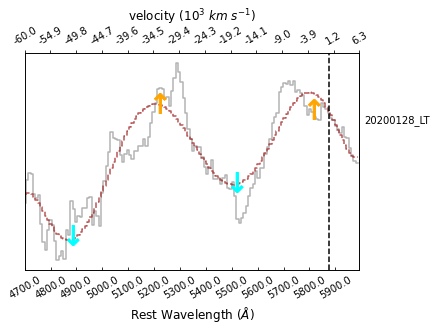 velocity (10³ km s⁻¹)
-60.0 -54.9 -49.8 -44.7 -39.6 -34.5 -29.4 -24.3 -19.2 -14.1 -9.0 -3.9 1.2 6.3
20200128_LT
4700.0 4800.0 4900.0 5000.0 5100.0 5200.0 5300.0 5400.0 5500.0 5600.0 5700.0 5800.0 5900.0
Rest Wavelength (Å)